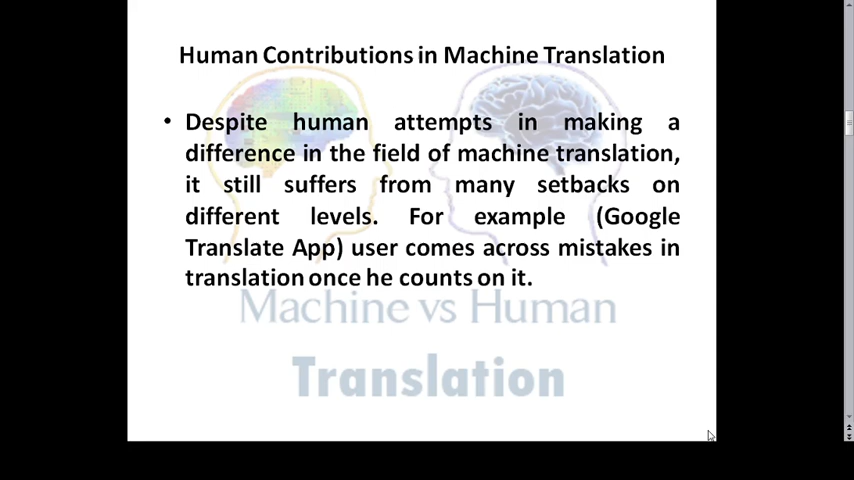 Human Contributions in Machine Translation
• Despite human attempts in making a
difference in the field of machine translation,
it still suffers from many setbacks on
different levels. For example (Google
Translate App) user comes across mistakes in
translation once he counts on it.
Machine vs Human
Translation